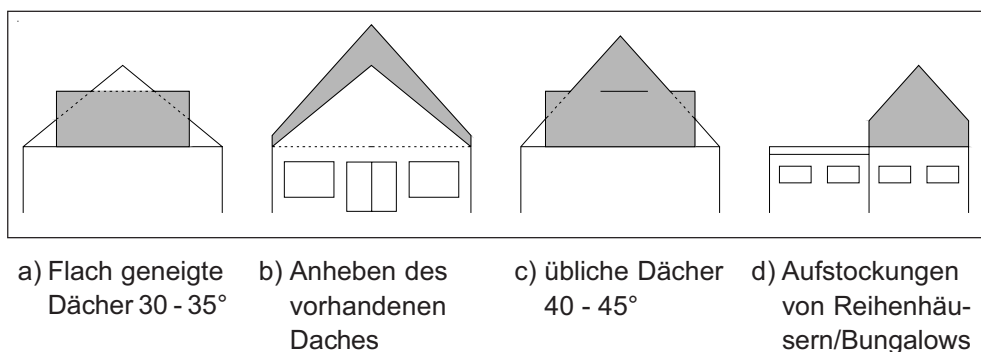 a) Flach geneigte
Dächer 30 - 35°
b) Anheben des
vorhandenen
Daches
c) übliche Dächer
40 - 45°
d) Aufstockungen
von Reihenhäu-
sern/Bungalows